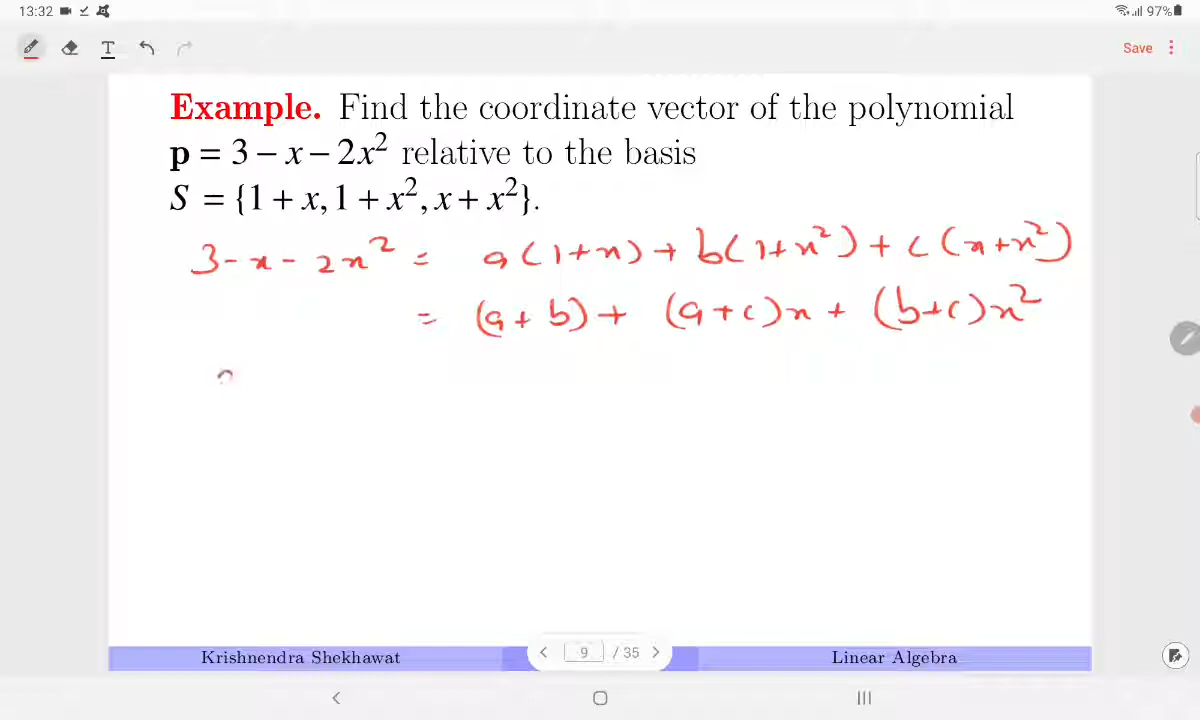 13:32 97%
T Save
Example. Find the coordinate vector of the polynomial
p = 3 − x − 2x² relative to the basis
S = {1 + x, 1 + x², x + x²}.
3 - x - 2x² = a(1+x) + b(1+x²) + c(x+x²)
= (a+b) + (a+c)x + (b+c)x²
Krishnendra Shekhawat 9 / 35 Linear Algebra